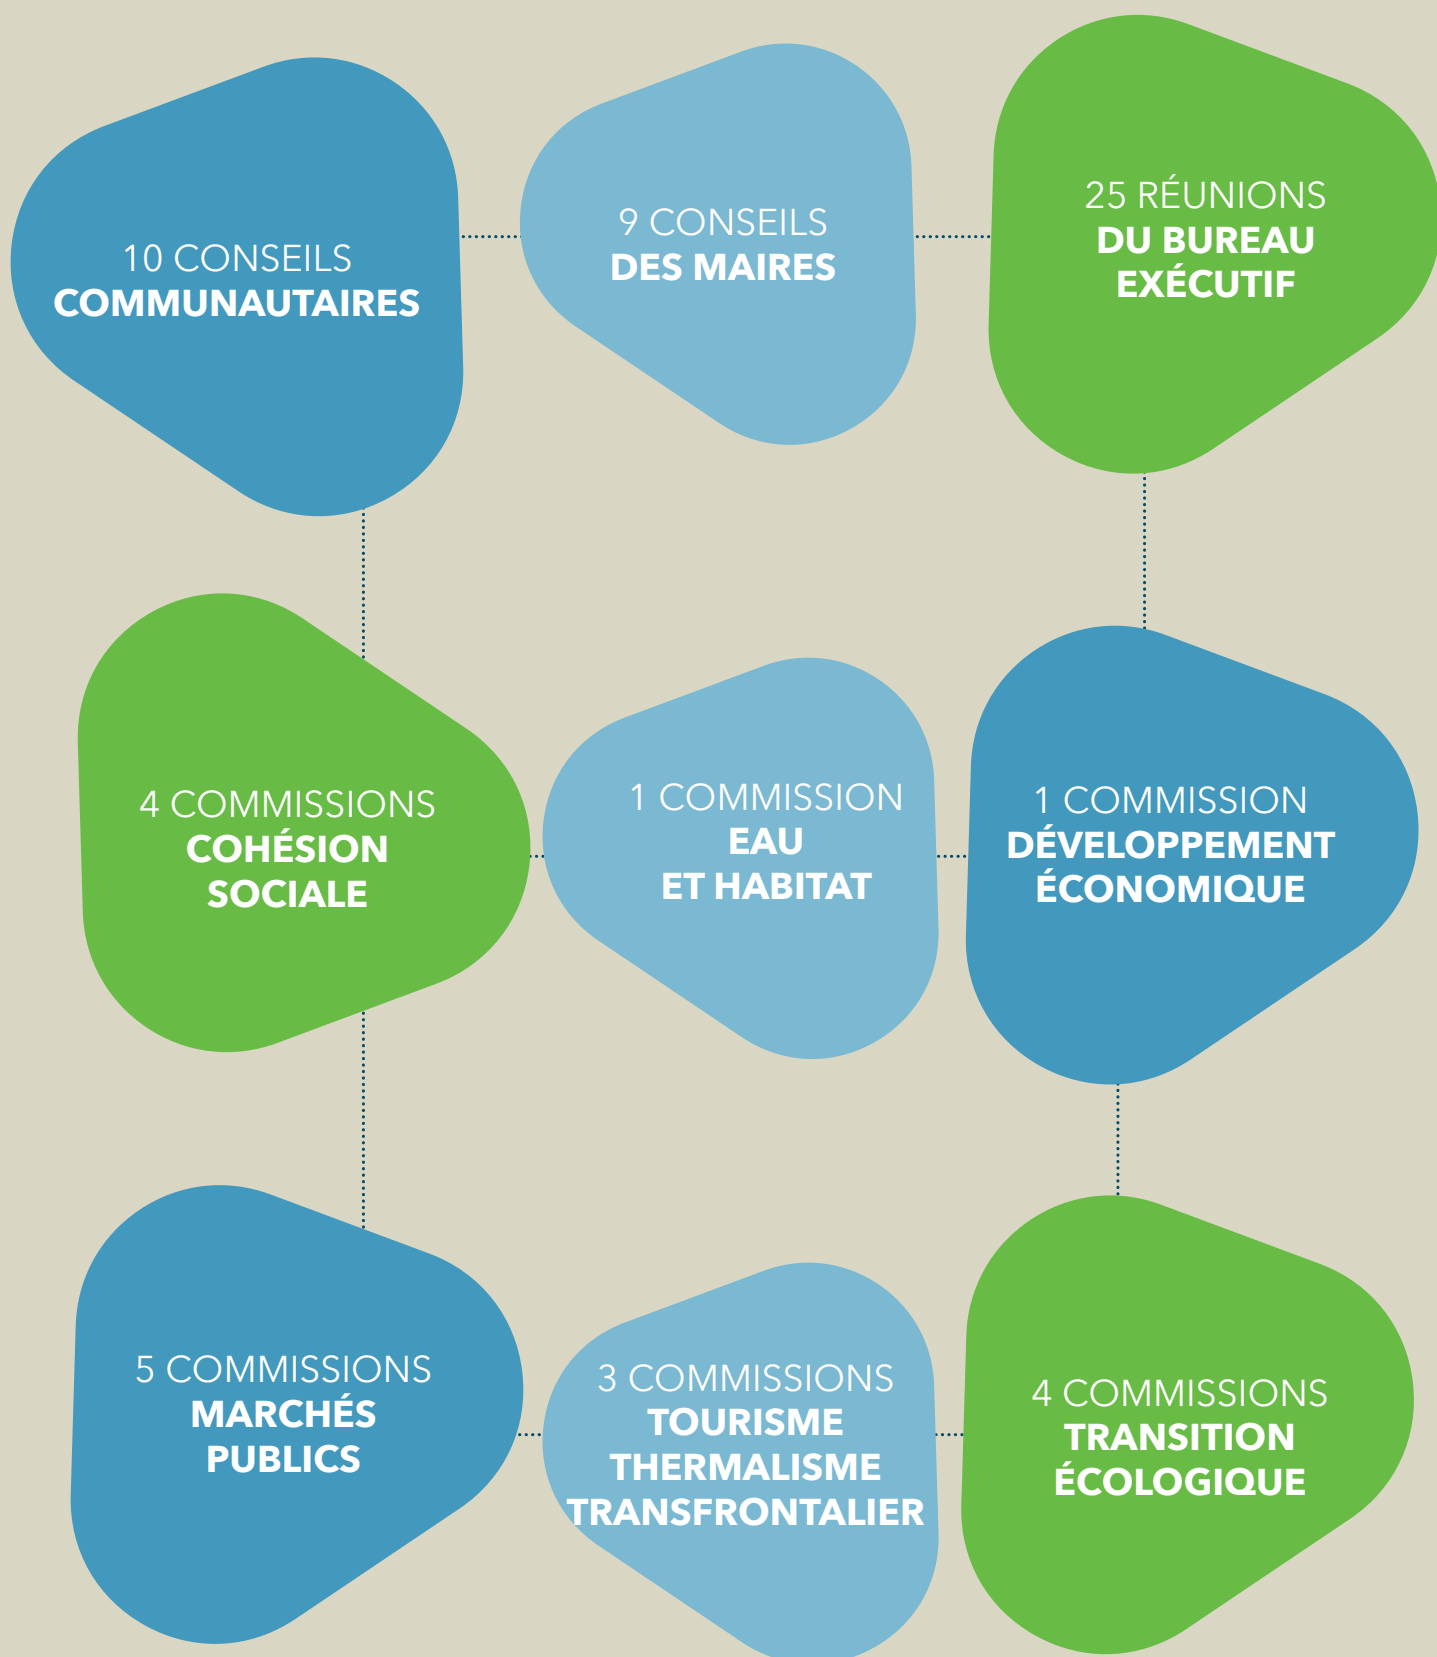 10 CONSEILS
COMMUNAUTAIRES
9 CONSEILS
DES MAIRES
25 RÉUNIONS
DU BUREAU
EXÉCUTIF
4 COMMISSIONS
COHÉSION
SOCIALE
1 COMMISSION
EAU
ET HABITAT
1 COMMISSION
DÉVELOPPEMENT
ÉCONOMIQUE
5 COMMISSIONS
MARCHÉS
PUBLICS
3 COMMISSIONS
TOURISME
THERMALISME
TRANSFRONTALIER
4 COMMISSIONS
TRANSITION
ÉCOLOGIQUE